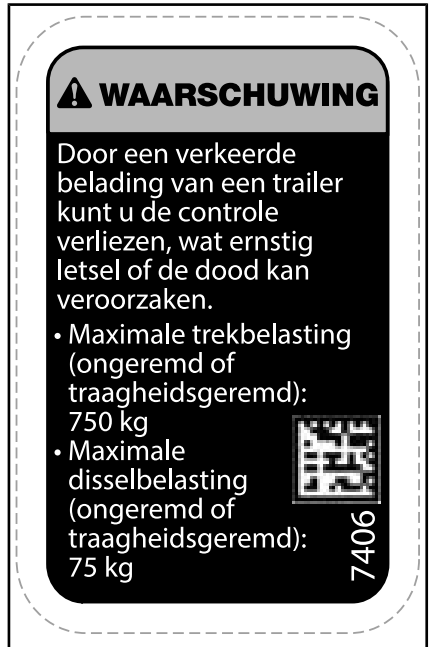 WAARSCHUWING
Door een verkeerde
belading van een trailer
kunt u de controle
verliezen, wat ernstig
letsel of de dood kan
veroorzaken.
• Maximale trekbelasting
(ongeremd of
traagheidsgeremd):
750 kg
• Maximale
disselbelasting
(ongeremd of
traagheidsgeremd):
75 kg
7406